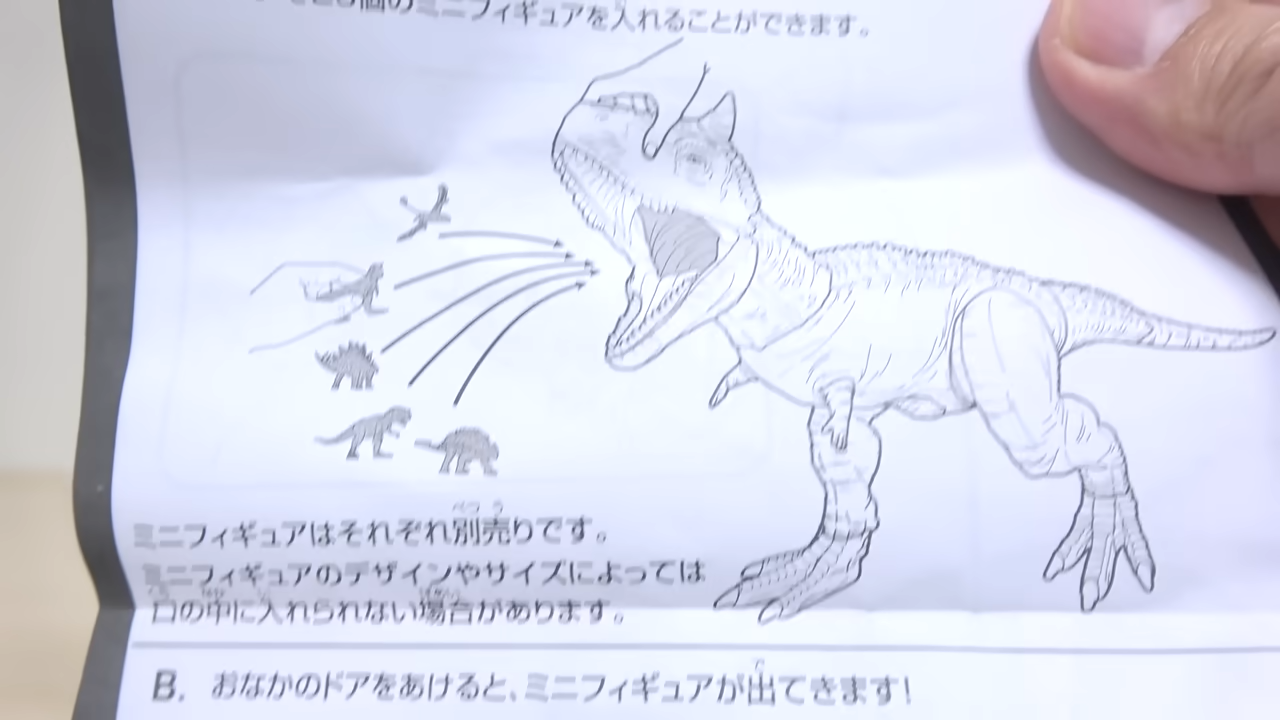 個のミニフィギュアを入れることができます。
ミニフィギュアはそれぞれ別売りです。
ミニフィギュアのデザインやサイズによっては
口の中に入れられない場合があります。
B. おなかのドアをあけると、ミニフィギュアが出てきます!